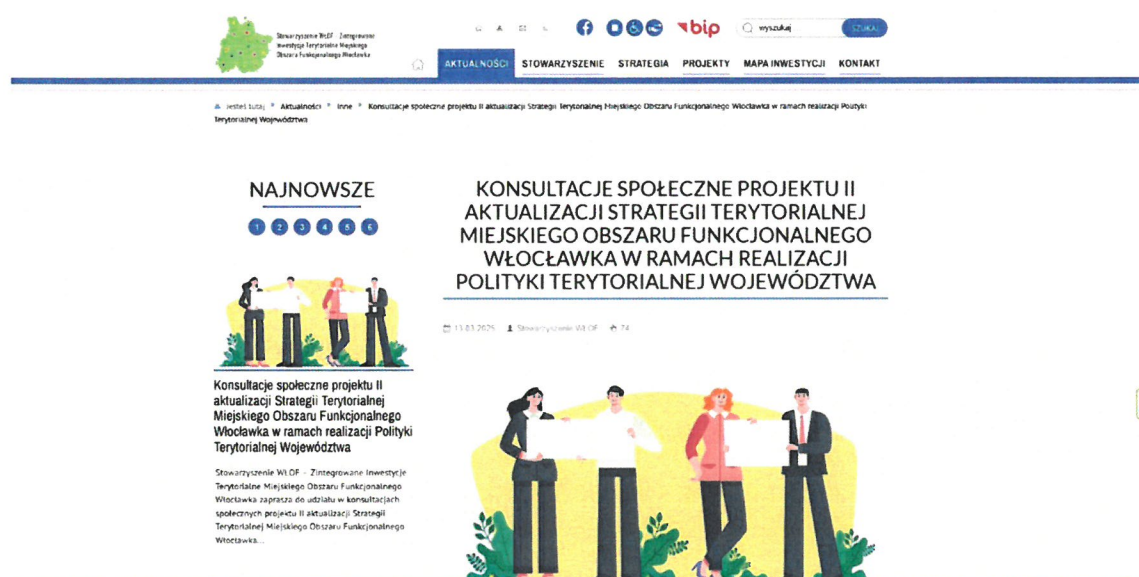 Stowarzyszenie WŁOF - Zintegrowane
Inwestycje Terytorialne Miejskiego
Obszaru Funkcjonalnego Włocławka
bip
wyszukaj
SZUKAJ
AKTUALNOŚCI STOWARZYSZENIE STRATEGIA PROJEKTY MAPA INWESTYCJI KONTAKT
Jesteś tutaj » Aktualności » Inne » Konsultacje społeczne projektu II aktualizacji Strategii Terytorialnej Miejskiego Obszaru Funkcjonalnego Włocławka w ramach realizacji Polityki
Terytorialnej Województwa
NAJNOWSZE
1 2 3 4 5 6
Konsultacje społeczne projektu II
aktualizacji Strategii Terytorialnej
Miejskiego Obszaru Funkcjonalnego
Włocławka w ramach realizacji Polityki
Terytorialnej Województwa
Stowarzyszenie WŁOF - Zintegrowane Inwestycje
Terytorialne Miejskiego Obszaru Funkcjonalnego
Włocławka zaprasza do udziału w konsultacjach
społecznych projektu II aktualizacji Strategii
Terytorialnej Miejskiego Obszaru Funkcjonalnego
Włocławka...
KONSULTACJE SPOŁECZNE PROJEKTU II
AKTUALIZACJI STRATEGII TERYTORIALNEJ
MIEJSKIEGO OBSZARU FUNKCJONALNEGO
WŁOCŁAWKA W RAMACH REALIZACJI
POLITYKI TERYTORIALNEJ WOJEWÓDZTWA
Stowarzyszenie WŁOF 74